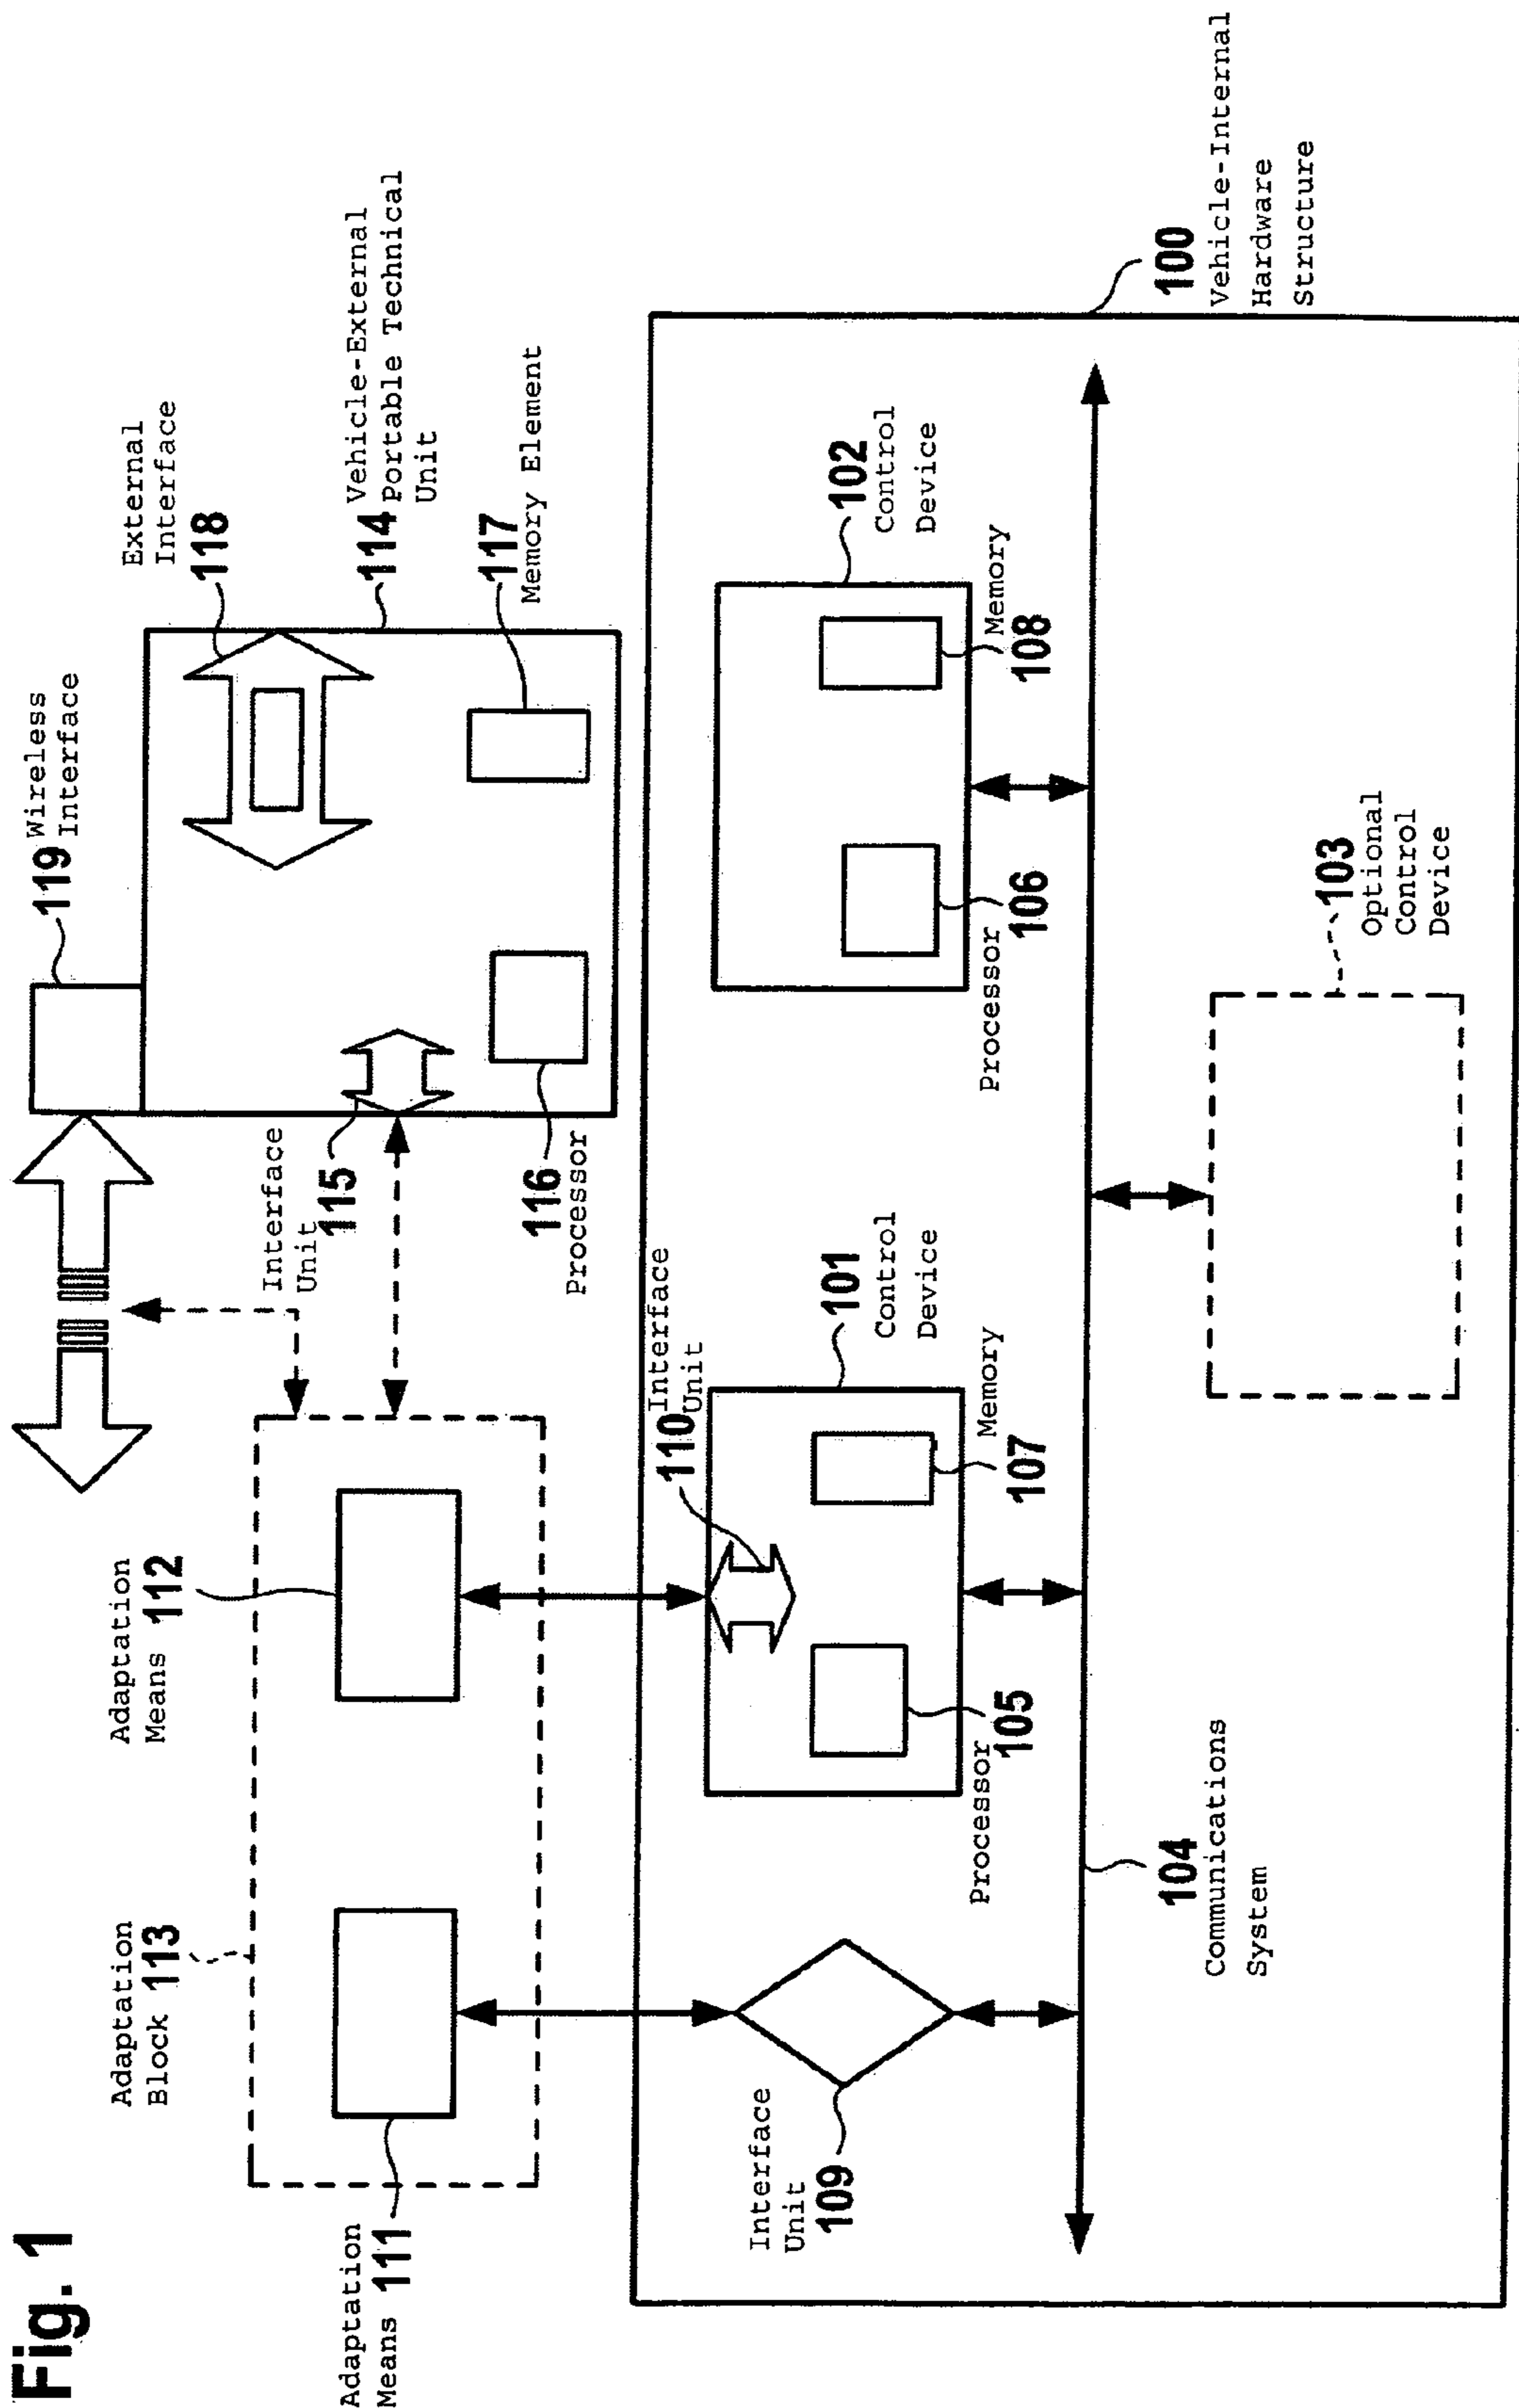 Fig. 1
119 Wireless
Interface
External
Interface
118
114 Vehicle-External
Portable Technical
Unit
117
Memory Element
Interface
Unit
115
116
Processor
Adaptation
Block 113
Adaptation
Means 112
Adaptation
Means 111
Interface
Unit
110
101
Control
Device
102
Control
Device
Interface
Unit
109
Processor
105
Memory
107
Processor
106
Memory
108
104
Communications
System
103
Optional
Control
Device
100
Vehicle-Internal
Hardware
Structure